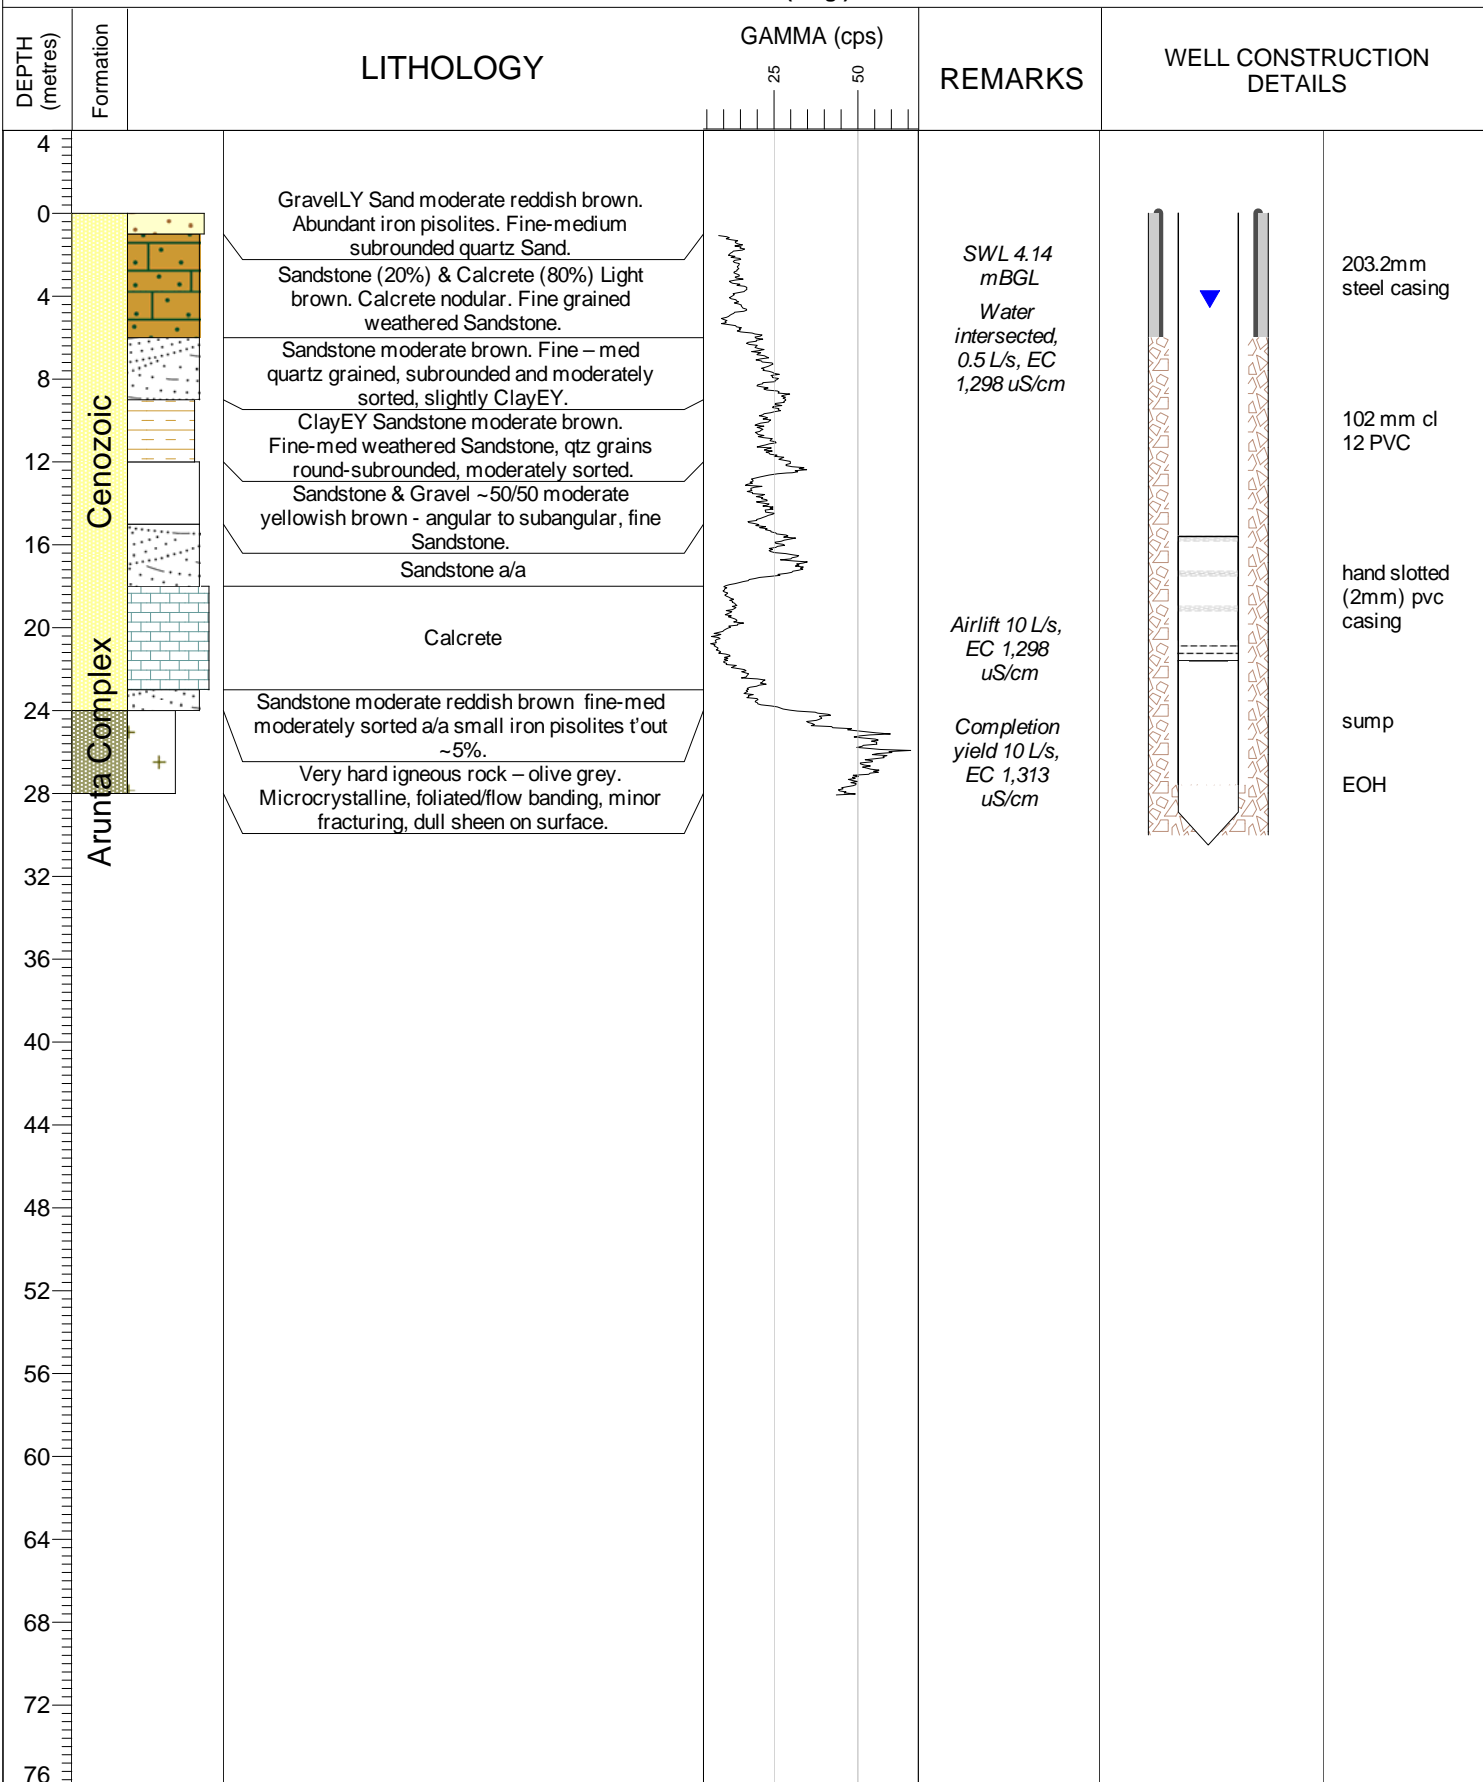 DEPTH
(metres)
Formation
LITHOLOGY
GAMMA (cps)
25
50
REMARKS
WELL CONSTRUCTION
DETAILS
4
0
4
8
12
16
20
24
28
32
36
40
44
48
52
56
60
64
68
72
76
Cenozoic
Arunta Complex
GravelLY Sand moderate reddish brown.
Abundant iron pisolites. Fine-medium
subrounded quartz Sand.
Sandstone (20%) & Calcrete (80%) Light
brown. Calcrete nodular. Fine grained
weathered Sandstone.
Sandstone moderate brown. Fine – med
quartz grained, subrounded and moderately
sorted, slightly ClayEY.
ClayEY Sandstone moderate brown.
Fine-med weathered Sandstone, qtz grains
round-subrounded, moderately sorted.
Sandstone & Gravel ~50/50 moderate
yellowish brown - angular to subangular, fine
Sandstone.
Sandstone a/a
Calcrete
Sandstone moderate reddish brown fine-med
moderately sorted a/a small iron pisolites t'out
~5%.
Very hard igneous rock – olive grey.
Microcrystalline, foliated/flow banding, minor
fracturing, dull sheen on surface.
SWL 4.14
mBGL
Water
intersected,
0.5 L/s, EC
1,298 uS/cm
Airlift 10 L/s,
EC 1,298
uS/cm
Completion
yield 10 L/s,
EC 1,313
uS/cm
203.2mm
steel casing
102 mm cl
12 PVC
hand slotted
(2mm) pvc
casing
sump
EOH